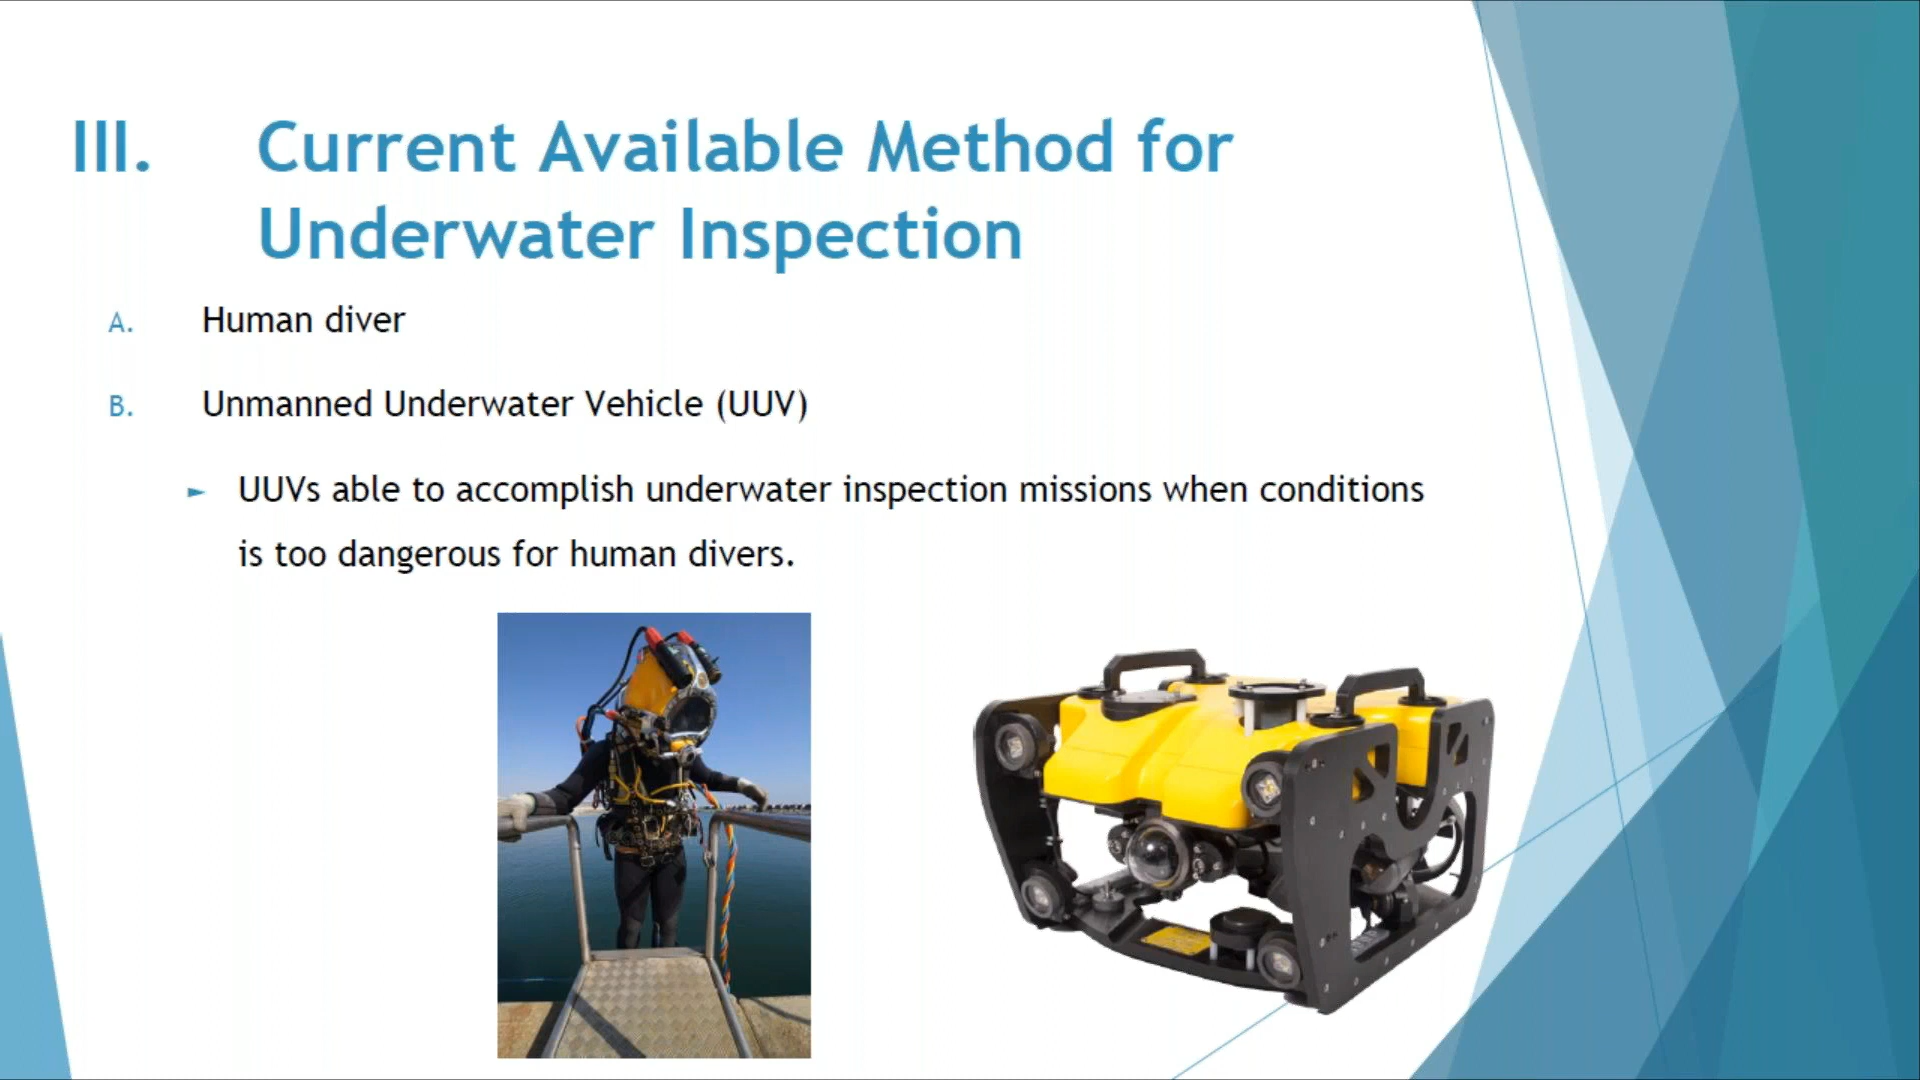 III. Current Available Method for
Underwater Inspection
A. Human diver
B. Unmanned Underwater Vehicle (UUV)
► UUVs able to accomplish underwater inspection missions when conditions
is too dangerous for human divers.